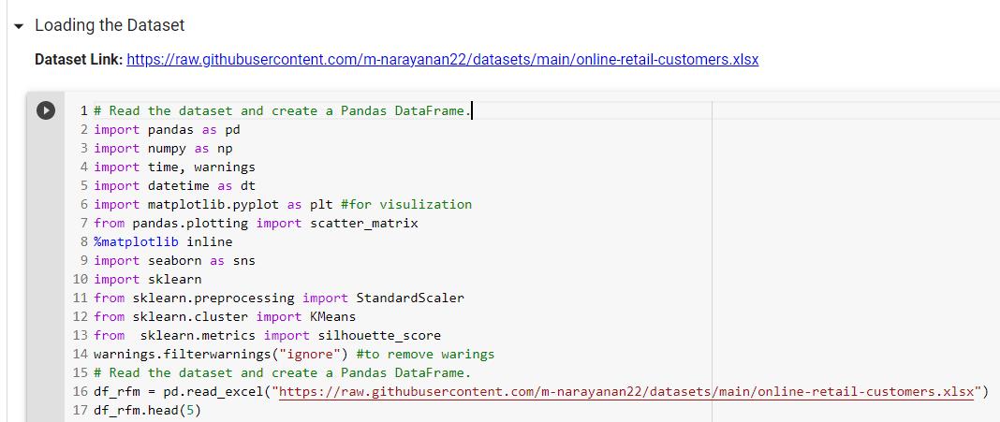 Loading the Dataset
Dataset Link: https://raw.githubusercontent.com/m-narayanan22/datasets/main/online-retail-customers.xlsx
1 # Read the dataset and create a Pandas DataFrame.
2 import pandas as pd
3 import numpy as np
4 import time, warnings
5 import datetime as dt
6 import matplotlib.pyplot as plt #for visulization
7 from pandas.plotting import scatter_matrix
8 %matplotlib inline
9 import seaborn as sns
10 import sklearn
11 from sklearn.preprocessing import StandardScaler
12 from sklearn.cluster import KMeans
13 from  sklearn.metrics import silhouette_score
14 warnings.filterwarnings("ignore") #to remove warings
15 # Read the dataset and create a Pandas DataFrame.
16 df_rfm = pd.read_excel("https://raw.githubusercontent.com/m-narayanan22/datasets/main/online-retail-customers.xlsx")
17 df_rfm.head(5)